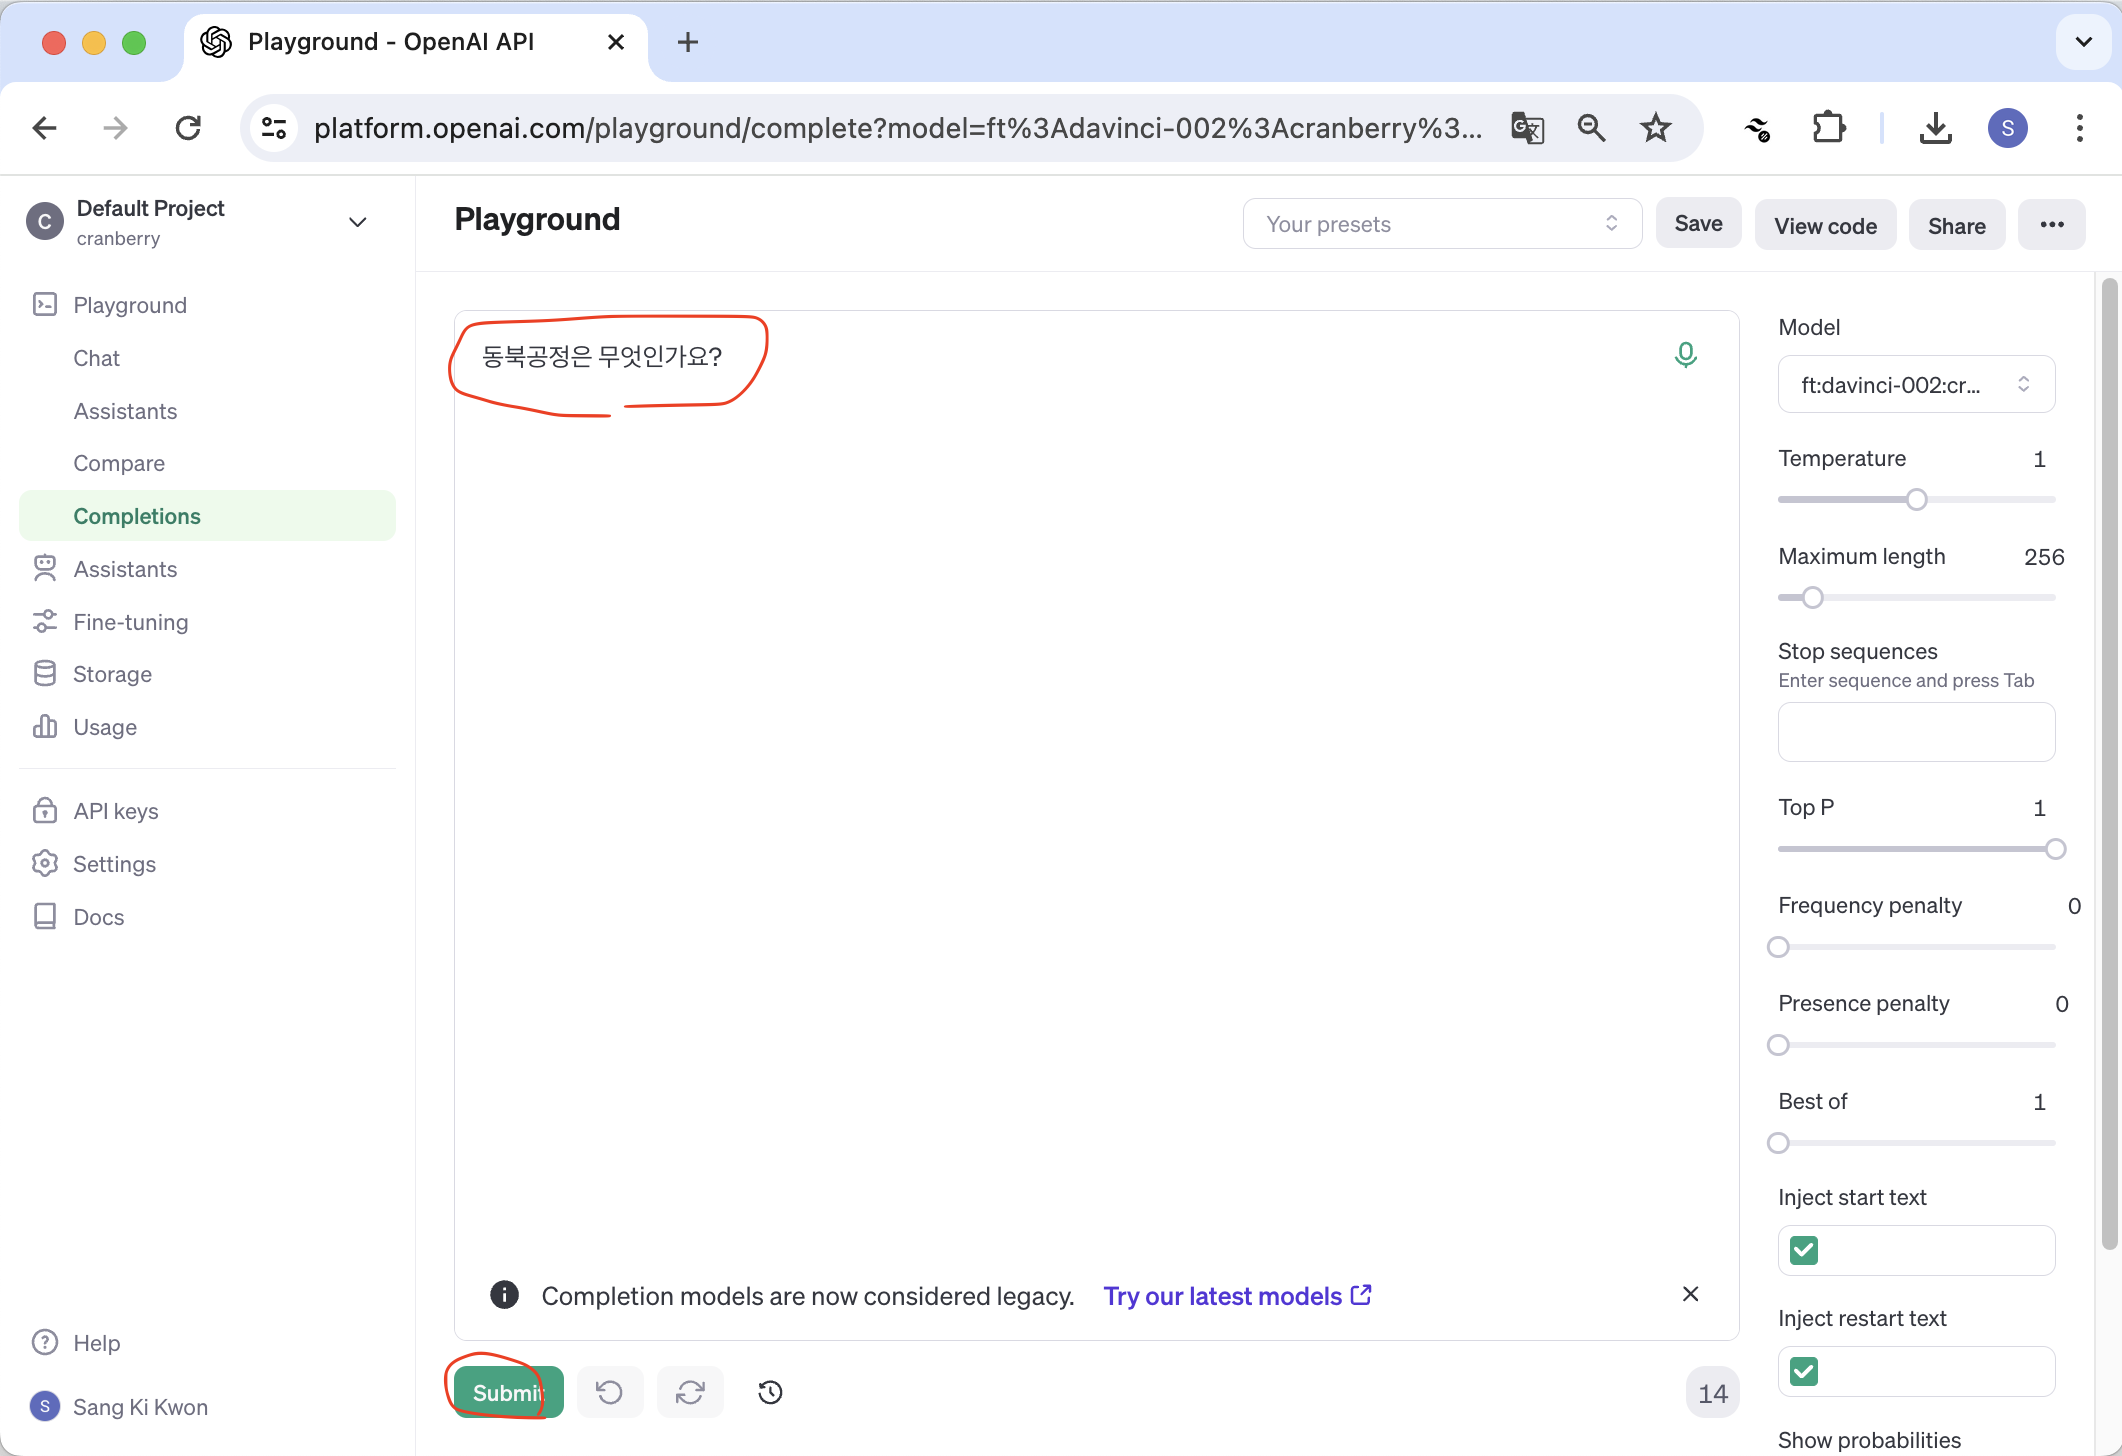 Playground - OpenAI API
platform.openai.com/playground/complete?model=ft%3Adavinci-002%3Acranberry%3...
S
C
Default Project
cranberry
Playground
Chat
Assistants
Compare
Completions
Assistants
Fine-tuning
Storage
Usage
API keys
Settings
Docs
Help
S
Sang Ki Kwon
Playground
Your presets
Save
View code
Share
동북공정은 무엇인가요?
Completion models are now considered legacy.
Try our latest models
Submit
14
Model
ft:davinci-002:cr...
Temperature
1
Maximum length
256
Stop sequences
Enter sequence and press Tab
Top P
1
Frequency penalty
0
Presence penalty
0
Best of
1
Inject start text
Inject restart text
Show probabilities